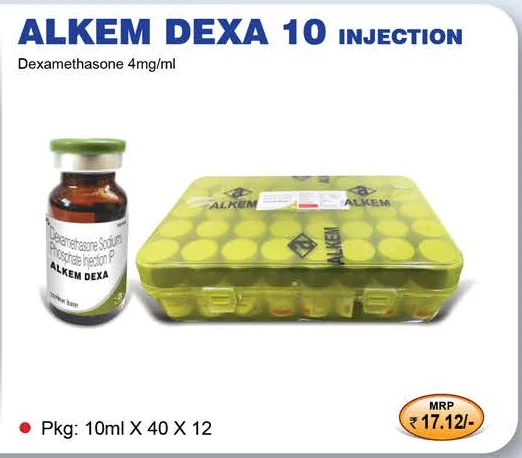 ALKEM DEXA 10 INJECTION
Dexamethasone 4mg/ml
Dexamethasone Sodium
Phosphate Injection IP
ALKEM DEXA
ALKEM
ALKEM
ALKEM
Pkg: 10ml X 40 X 12
MRP
₹ 17.12/-